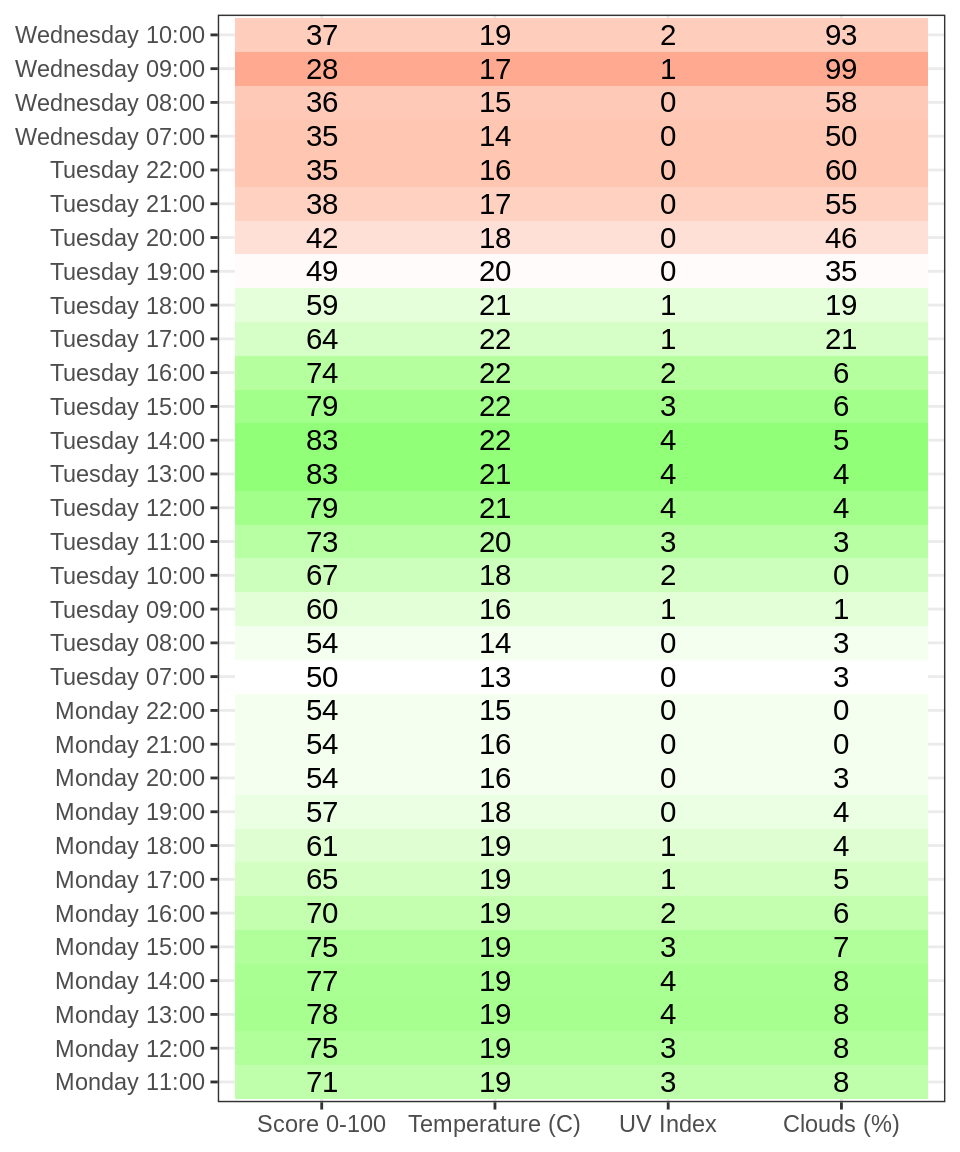 Wednesday 10:00 37 19 2 93
Wednesday 09:00 28 17 1 99
Wednesday 08:00 36 15 0 58
Wednesday 07:00 35 14 0 50
Tuesday 22:00 35 16 0 60
Tuesday 21:00 38 17 0 55
Tuesday 20:00 42 18 0 46
Tuesday 19:00 49 20 0 35
Tuesday 18:00 59 21 1 19
Tuesday 17:00 64 22 1 21
Tuesday 16:00 74 22 2 6
Tuesday 15:00 79 22 3 6
Tuesday 14:00 83 22 4 5
Tuesday 13:00 83 21 4 4
Tuesday 12:00 79 21 4 4
Tuesday 11:00 73 20 3 3
Tuesday 10:00 67 18 2 0
Tuesday 09:00 60 16 1 1
Tuesday 08:00 54 14 0 3
Tuesday 07:00 50 13 0 3
Monday 22:00 54 15 0 0
Monday 21:00 54 16 0 0
Monday 20:00 54 16 0 3
Monday 19:00 57 18 0 4
Monday 18:00 61 19 1 4
Monday 17:00 65 19 1 5
Monday 16:00 70 19 2 6
Monday 15:00 75 19 3 7
Monday 14:00 77 19 4 8
Monday 13:00 78 19 4 8
Monday 12:00 75 19 3 8
Monday 11:00 71 19 3 8
Score 0-100 Temperature (C) UV Index Clouds (%)